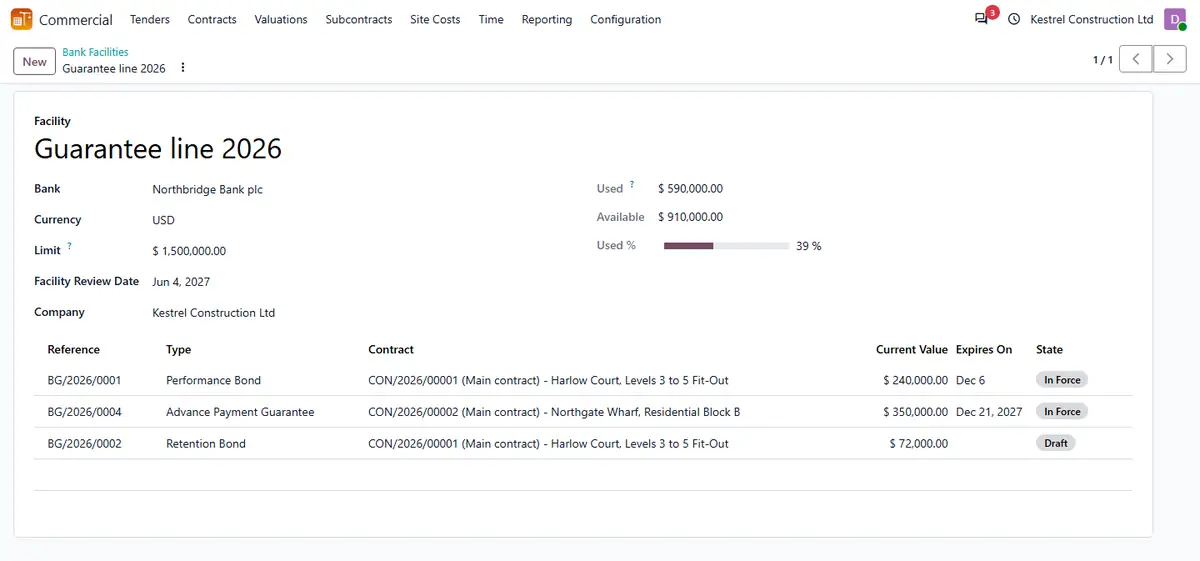 Commercial Tenders Contracts Valuations Subcontracts Site Costs Time Reporting Configuration 3 Kestrel Construction Ltd D
New Bank Facilities
Guarantee line 2026
1 / 1
Facility
Guarantee line 2026
Bank Northbridge Bank plc
Currency USD
Limit ? $ 1,500,000.00
Facility Review Date Jun 4, 2027
Company Kestrel Construction Ltd
Used ? $ 590,000.00
Available $ 910,000.00
Used % 39 %
Reference Type Contract Current Value Expires On State
BG/2026/0001 Performance Bond CON/2026/00001 (Main contract) - Harlow Court, Levels 3 to 5 Fit-Out $ 240,000.00 Dec 6 In Force
BG/2026/0004 Advance Payment Guarantee CON/2026/00002 (Main contract) - Northgate Wharf, Residential Block B $ 350,000.00 Dec 21, 2027 In Force
BG/2026/0002 Retention Bond CON/2026/00001 (Main contract) - Harlow Court, Levels 3 to 5 Fit-Out $ 72,000.00 Draft